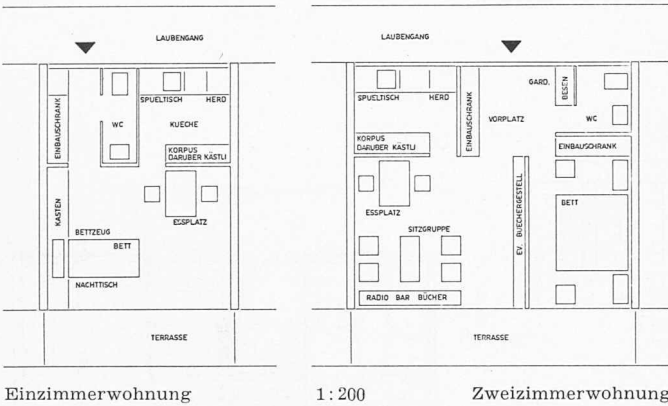 LAUBENGANG
SPUELTISCH HERD
WC
KUECHE
EINBAUSCHRANK
KORPUS
DARUBER KÄSTLI
KASTEN
ESSPLATZ
BETTZEUG
BETT
NACHTTISCH
TERRASSE
LAUBENGANG
SPUELTISCH HERD
GARD.
BESEN
EINBAUSCHRANK
VORPLATZ
WC
KORPUS
DARUBER KÄSTLI
EINBAUSCHRANK
ESSPLATZ
EV. BUECHERGESTELL
BETT
SITZGRUPPE
RADIO BAR BÜCHER
TERRASSE
Einzimmerwohnung 1:200 Zweizimmerwohnung